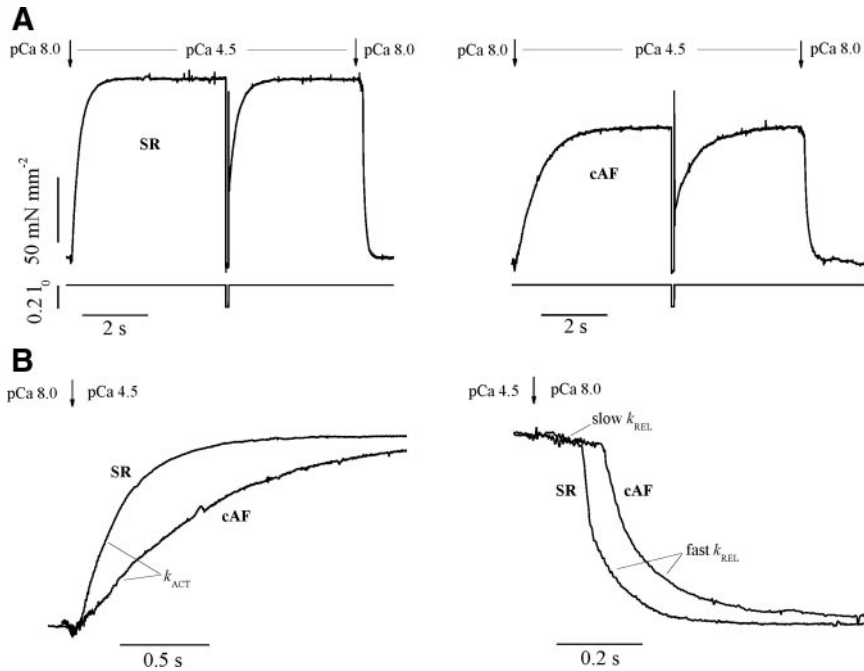 A
pCa 8.0 pCa 4.5 pCa 8.0
SR
50 mN mm-2
0.2 l0
2 s
pCa 8.0 pCa 4.5 pCa 8.0
cAF
2 s
B
pCa 8.0 pCa 4.5
SR
cAF
kACT
0.5 s
pCa 4.5 pCa 8.0
slow kREL
SR cAF
fast kREL
0.2 s